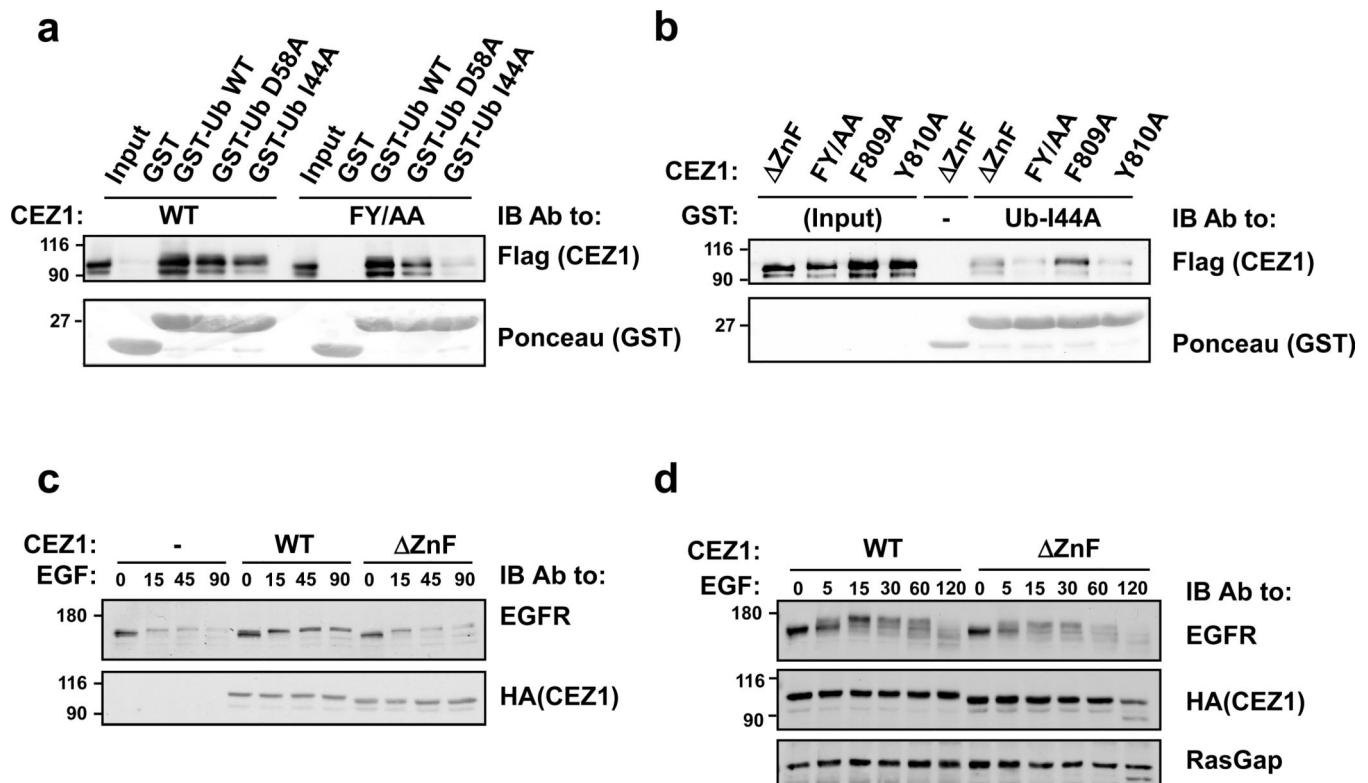 a
Input
GST
GST-Ub WT
GST-Ub D58A
GST-Ub I44A
Input
GST
GST-Ub WT
GST-Ub D58A
GST-Ub I44A
CEZ1: WT FY/AA IB Ab to:
116
90
Flag (CEZ1)
27
Ponceau (GST)
b
CEZ1: ΔZnF FY/AA F809A Y810A ΔZnF ΔZnF FY/AA F809A Y810A
GST: (Input) - Ub-I44A IB Ab to:
116
90
Flag (CEZ1)
27
Ponceau (GST)
c
CEZ1: - WT ΔZnF
EGF: 0 15 45 90 0 15 45 90 0 15 45 90 IB Ab to:
180
EGFR
116
90
HA(CEZ1)
d
CEZ1: WT ΔZnF
EGF: 0 5 15 30 60 120 0 5 15 30 60 120 IB Ab to:
180
EGFR
116
90
HA(CEZ1)
RasGap